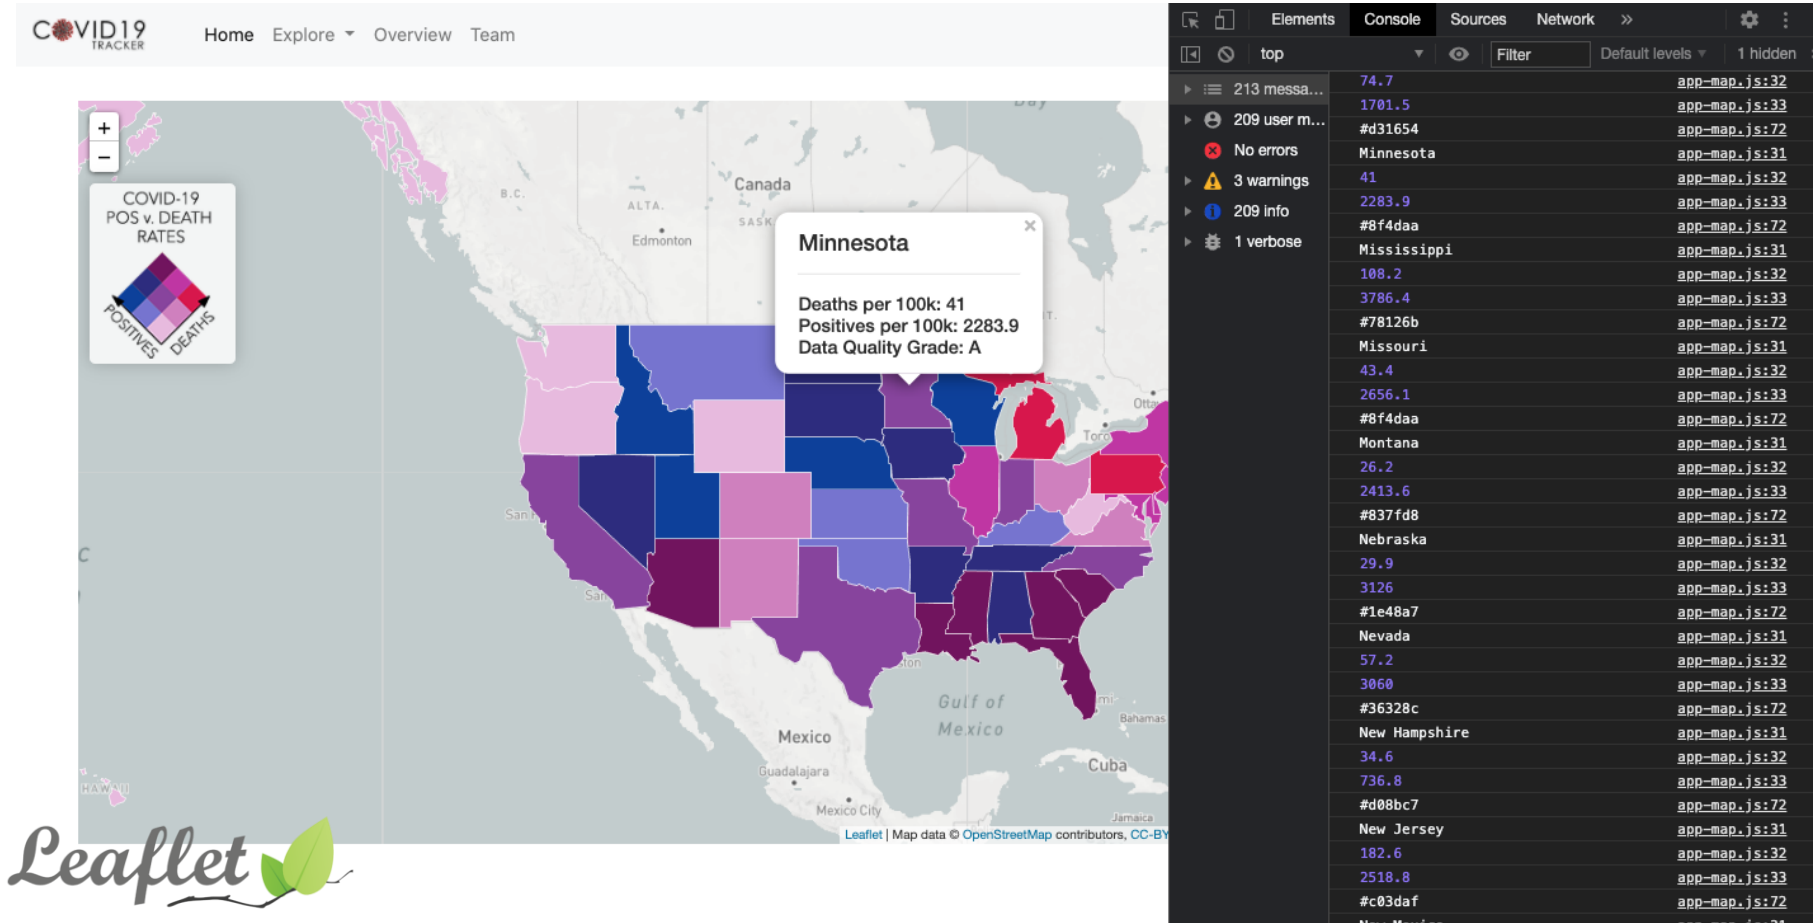 COVID19
TRACKER
Home Explore Overview Team
+
−
COVID-19
POS v. DEATH
RATES
POSITIVES
DEATHS
B.C.
ALTA.
Edmonton
Canada
Minnesota
×
Deaths per 100k: 41
Positives per 100k: 2283.9
Data Quality Grade: A
Gulf of
Mexico
Bahamas
Mexico
Guadalajara
Mexico City
Cuba
Jamaica
HAWAII
Leaflet | Map data © OpenStreetMap contributors, CC-BY
Leaflet
Elements Console Sources Network »
top Filter Default levels 1 hidden
213 messa...
209 user m...
No errors
3 warnings
209 info
1 verbose
74.7 app-map.js:32
1701.5 app-map.js:33
#d31654 app-map.js:72
Minnesota app-map.js:31
41 app-map.js:32
2283.9 app-map.js:33
#8f4daa app-map.js:72
Mississippi app-map.js:31
108.2 app-map.js:32
3786.4 app-map.js:33
#78126b app-map.js:72
Missouri app-map.js:31
43.4 app-map.js:32
2656.1 app-map.js:33
#8f4daa app-map.js:72
Montana app-map.js:31
26.2 app-map.js:32
2413.6 app-map.js:33
#837fd8 app-map.js:72
Nebraska app-map.js:31
29.9 app-map.js:32
3126 app-map.js:33
#1e48a7 app-map.js:72
Nevada app-map.js:31
57.2 app-map.js:32
3060 app-map.js:33
#36328c app-map.js:72
New Hampshire app-map.js:31
34.6 app-map.js:32
736.8 app-map.js:33
#d08bc7 app-map.js:72
New Jersey app-map.js:31
182.6 app-map.js:32
2518.8 app-map.js:33
#c03daf app-map.js:72